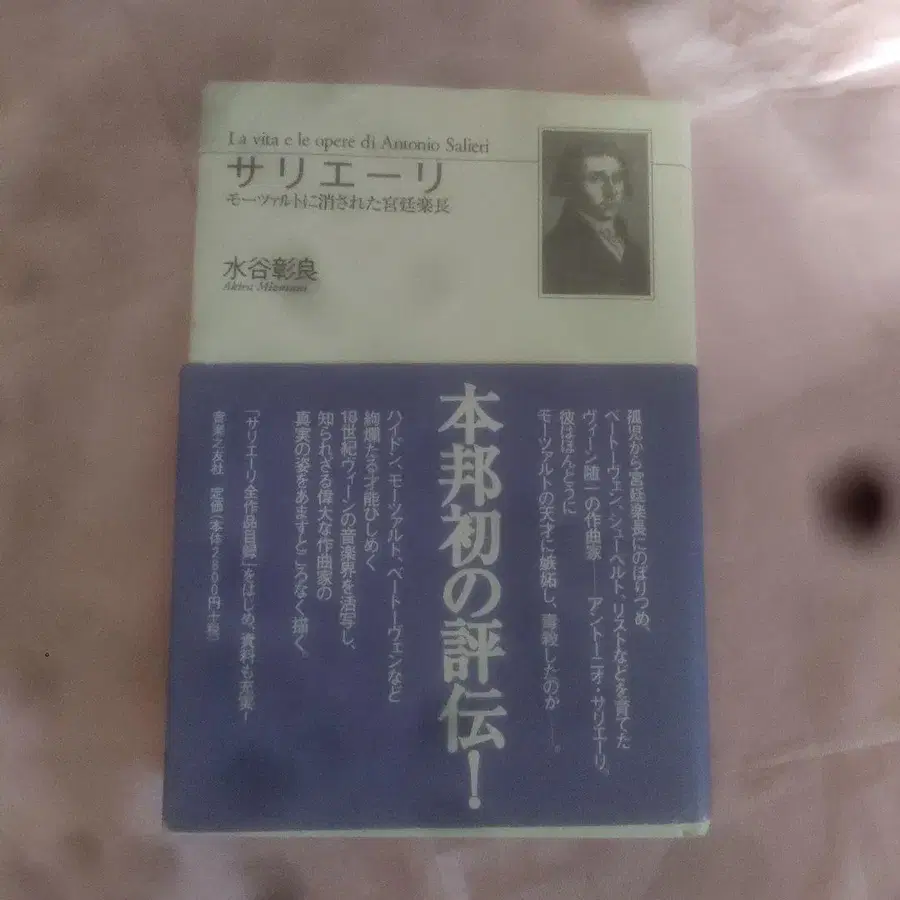 La vita e le opere di Antonio Salieri
サリエーリ
モーツァルトに消された宮廷楽長
水谷彰良
Akira Mizutani
孤児から宮廷楽長にのぼりつめ、
ベートーヴェン、シューベルト、リストなどを育てた
ヴィーン随一の作曲家——アントーニオ・サリエーリ。
彼はほんとうに
モーツァルトの天才に嫉妬し、毒殺したのか——。
本邦初の評伝!
ハイドン、モーツァルト、ベートーヴェンなど
絢爛たる才能ひしめく
18世紀ヴィーンの音楽界を活写し、
知られざる偉大な作曲家の
真実の姿をあますところなく描く。
「サリエーリ全作品目録」をはじめ、資料も充実!
音楽之友社 定価(本体2800円+税)